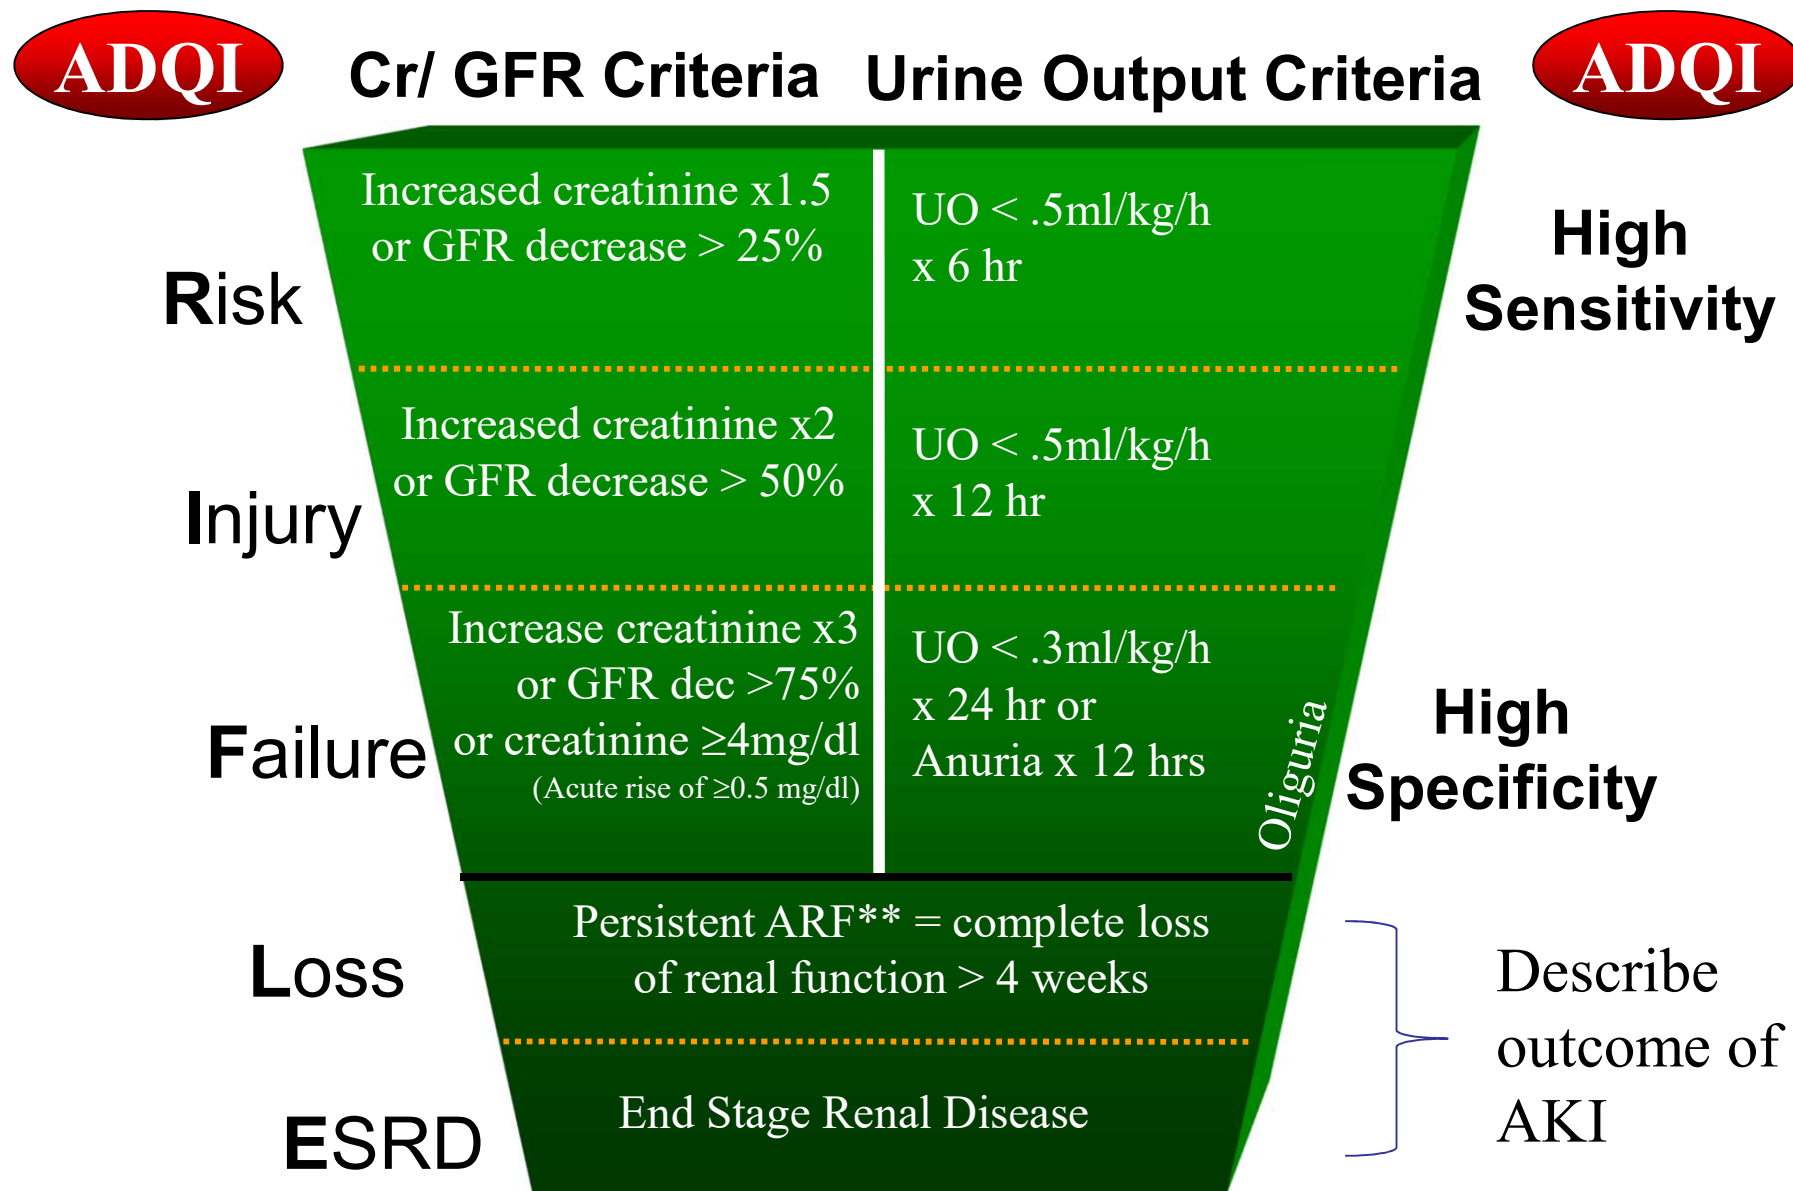 ADQI
Cr/ GFR Criteria
Urine Output Criteria
ADQI
Risk
Increased creatinine x1.5
or GFR decrease > 25%
UO < .5ml/kg/h
x 6 hr
High
Sensitivity
Injury
Increased creatinine x2
or GFR decrease > 50%
UO < .5ml/kg/h
x 12 hr
Failure
Increase creatinine x3
or GFR dec >75%
or creatinine ≥4mg/dl
(Acute rise of ≥0.5 mg/dl)
UO < .3ml/kg/h
x 24 hr or
Anuria x 12 hrs
Oliguria
High
Specificity
Loss
Persistent ARF** = complete loss
of renal function > 4 weeks
ESRD
End Stage Renal Disease
Describe
outcome of
AKI